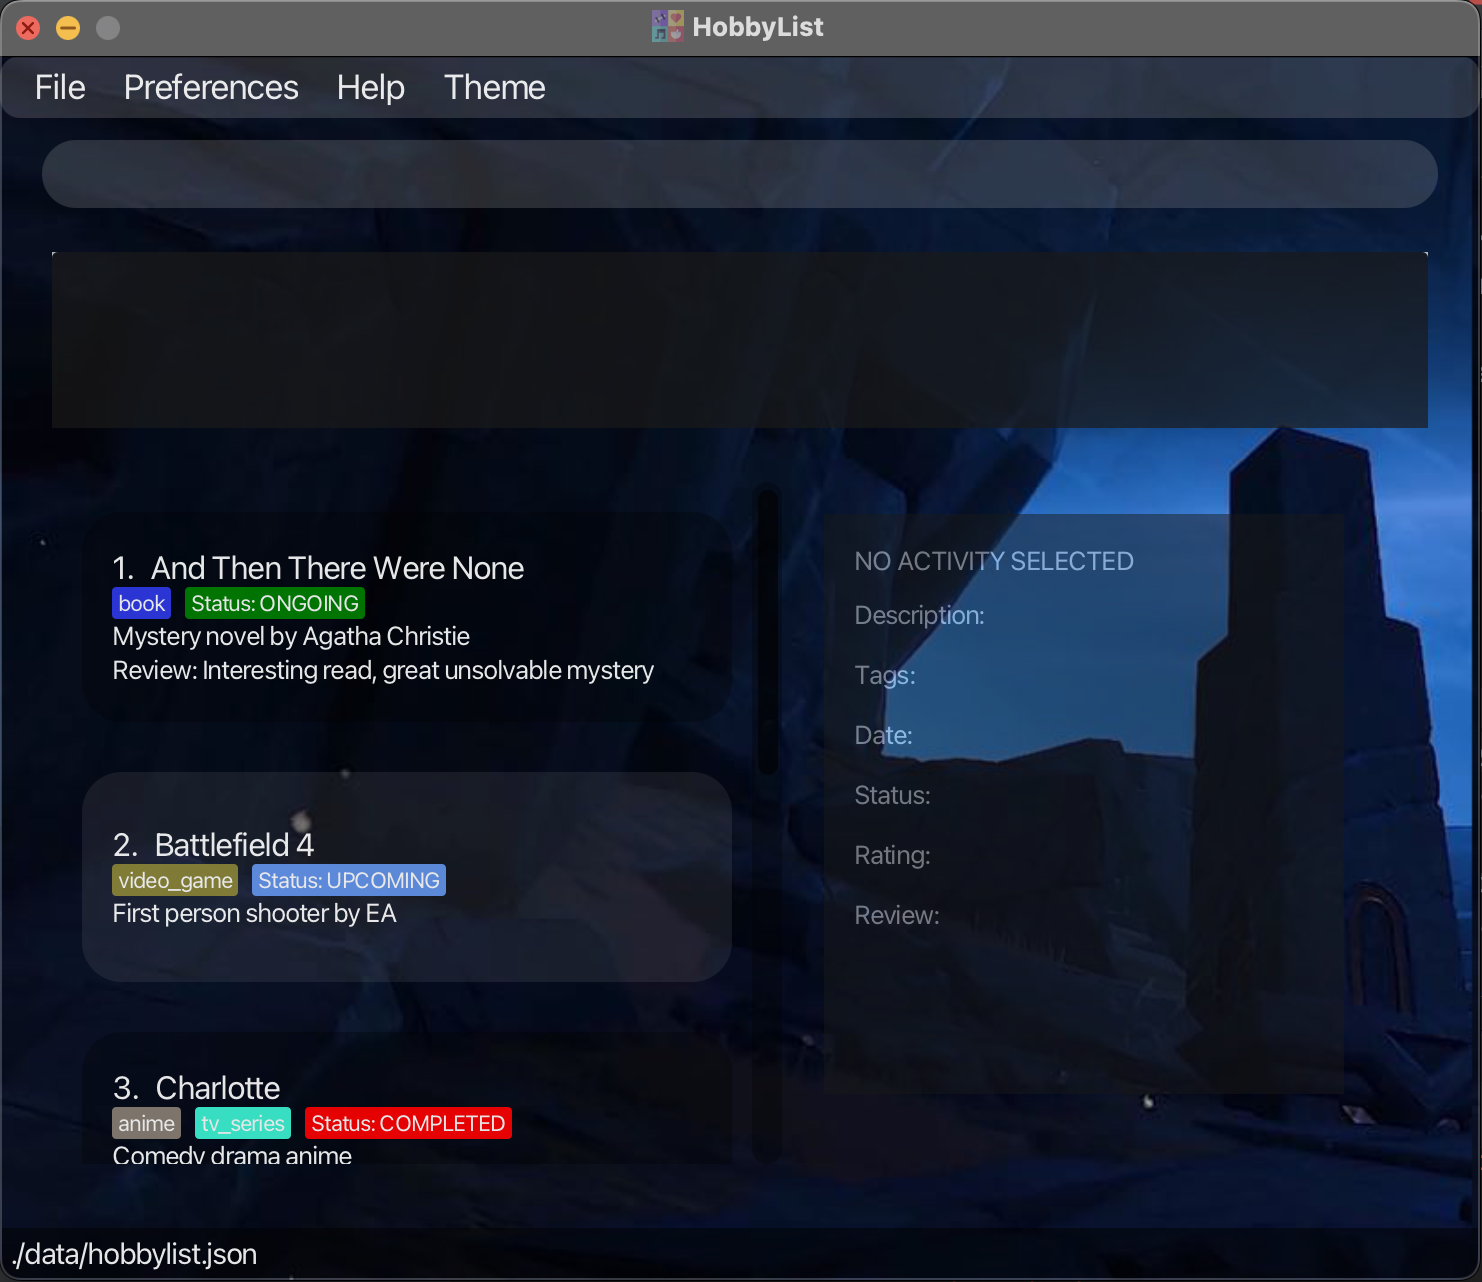 HobbyList
File Preferences Help Theme
1. And Then There Were None
book Status: ONGOING
Mystery novel by Agatha Christie
Review: Interesting read, great unsolvable mystery
2. Battlefield 4
video_game Status: UPCOMING
First person shooter by EA
3. Charlotte
anime tv_series Status: COMPLETED
Comedy drama anime
NO ACTIVITY SELECTED
Description:
Tags:
Date:
Status:
Rating:
Review:
./data/hobbylist.json